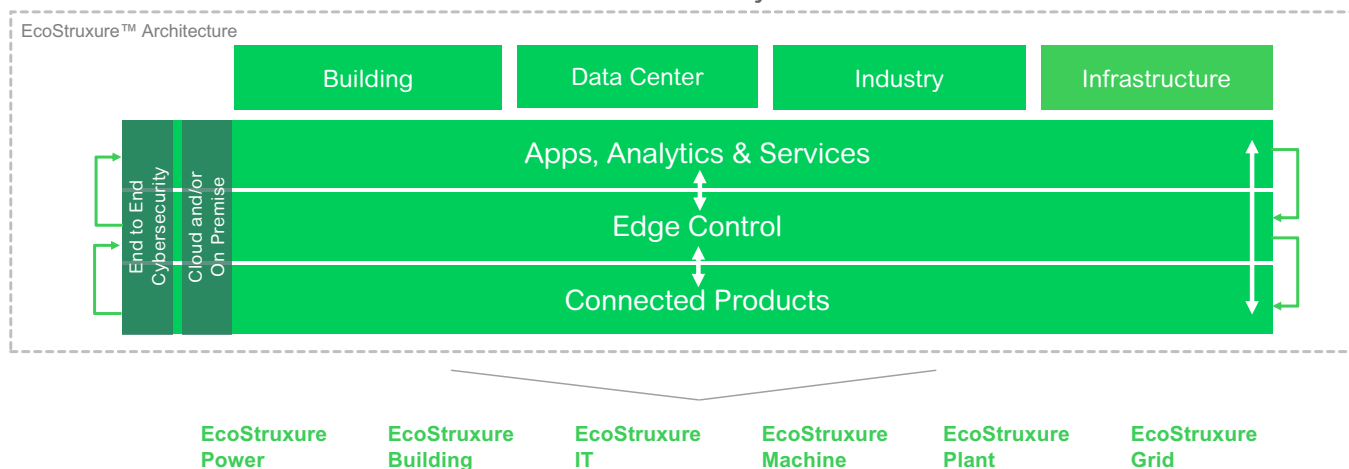 EcoStruxure™ Architecture
Building
Data Center
Industry
Infrastructure
End to End
Cybersecurity
Cloud and/or
On Premise
Apps, Analytics & Services
Edge Control
Connected Products
EcoStruxure
Power
EcoStruxure
Building
EcoStruxure
IT
EcoStruxure
Machine
EcoStruxure
Plant
EcoStruxure
Grid